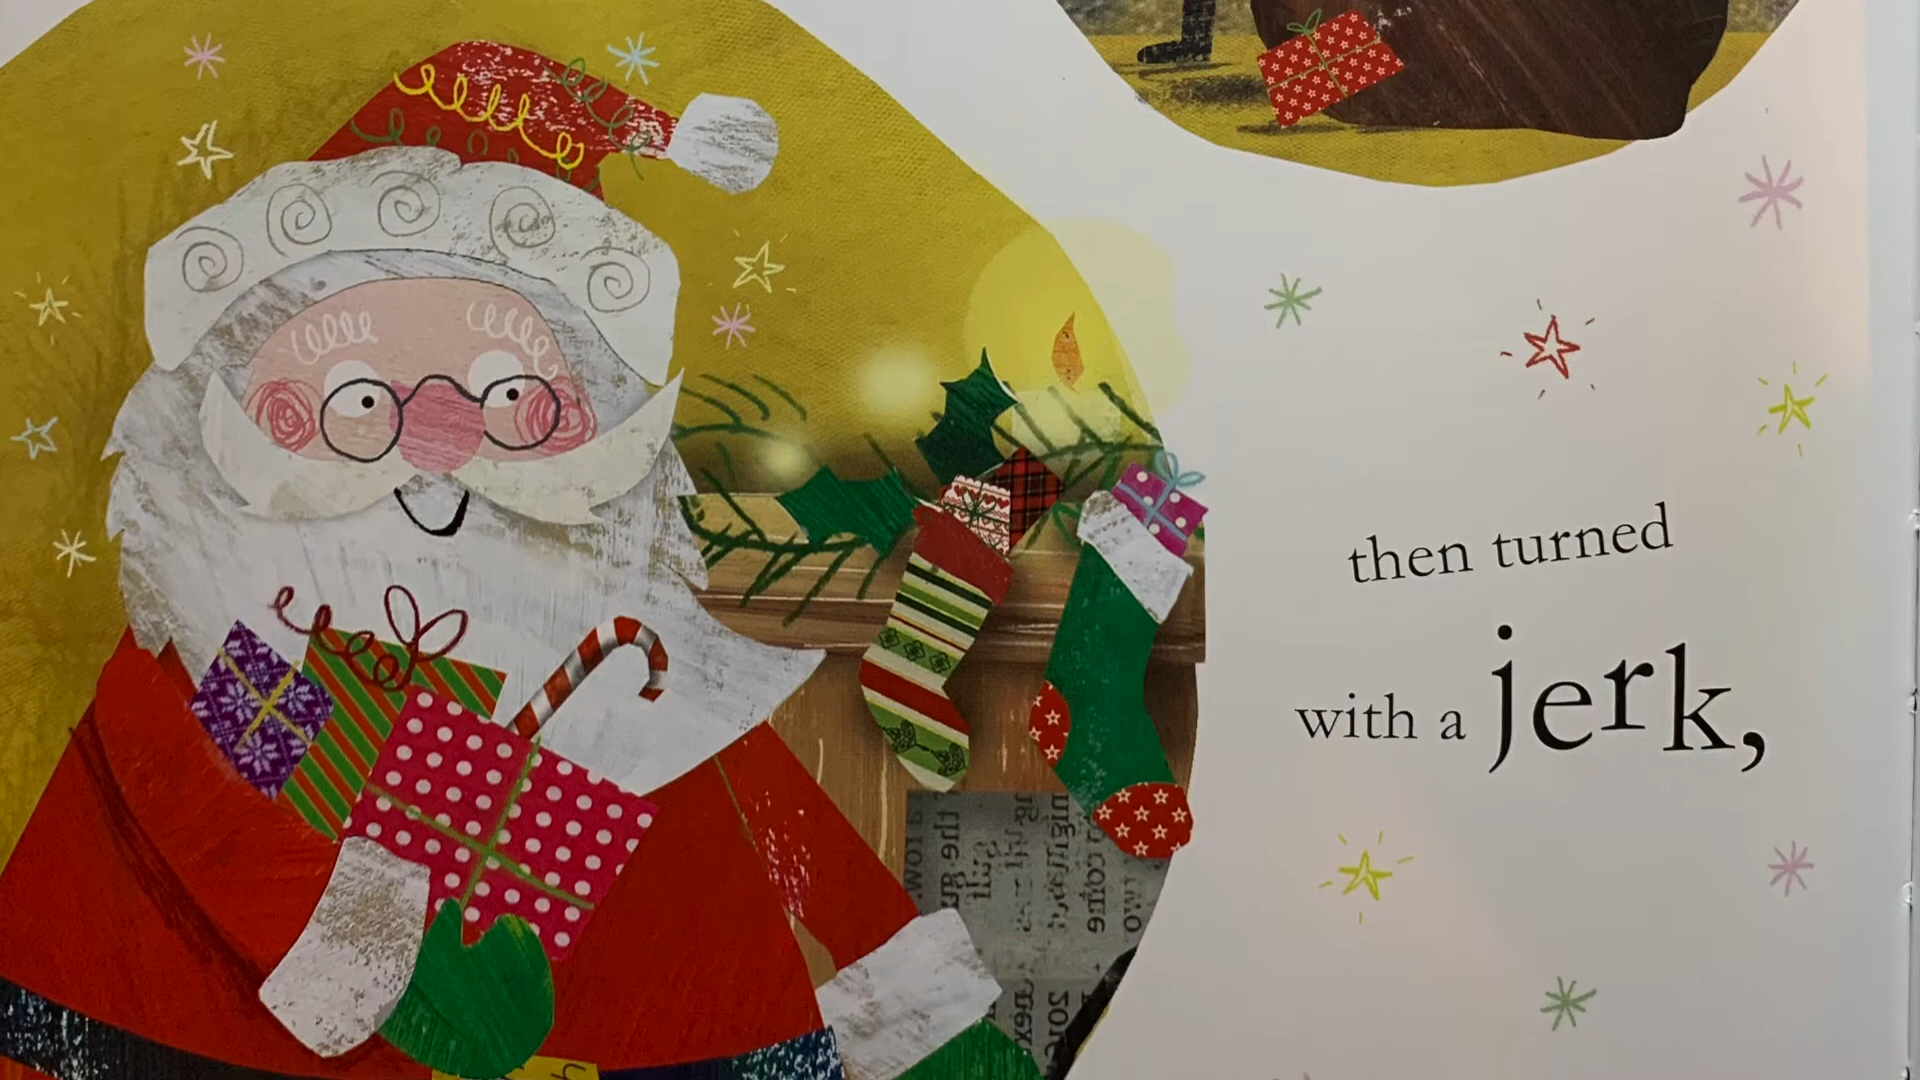 then turned
with a jerk,